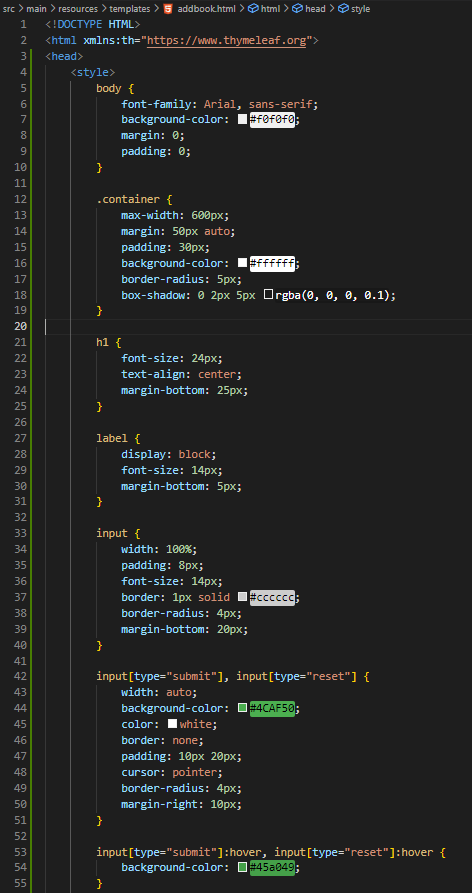 src > main > resources > templates > addbook.html > html > head > style
1 <!DOCTYPE HTML>
2 <html xmlns:th="https://www.thymeleaf.org">
3 <head>
4     <style>
5         body {
6             font-family: Arial, sans-serif;
7             background-color: #f0f0f0;
8             margin: 0;
9             padding: 0;
10         }
11
12         .container {
13             max-width: 600px;
14             margin: 50px auto;
15             padding: 30px;
16             background-color: #ffffff;
17             border-radius: 5px;
18             box-shadow: 0 2px 5px rgba(0, 0, 0, 0.1);
19         }
20
21         h1 {
22             font-size: 24px;
23             text-align: center;
24             margin-bottom: 25px;
25         }
26
27         label {
28             display: block;
29             font-size: 14px;
30             margin-bottom: 5px;
31         }
32
33         input {
34             width: 100%;
35             padding: 8px;
36             font-size: 14px;
37             border: 1px solid #cccccc;
38             border-radius: 4px;
39             margin-bottom: 20px;
40         }
41
42         input[type="submit"], input[type="reset"] {
43             width: auto;
44             background-color: #4CAF50;
45             color: white;
46             border: none;
47             padding: 10px 20px;
48             cursor: pointer;
49             border-radius: 4px;
50             margin-right: 10px;
51         }
52
53         input[type="submit"]:hover, input[type="reset"]:hover {
54             background-color: #45a049;
55         }